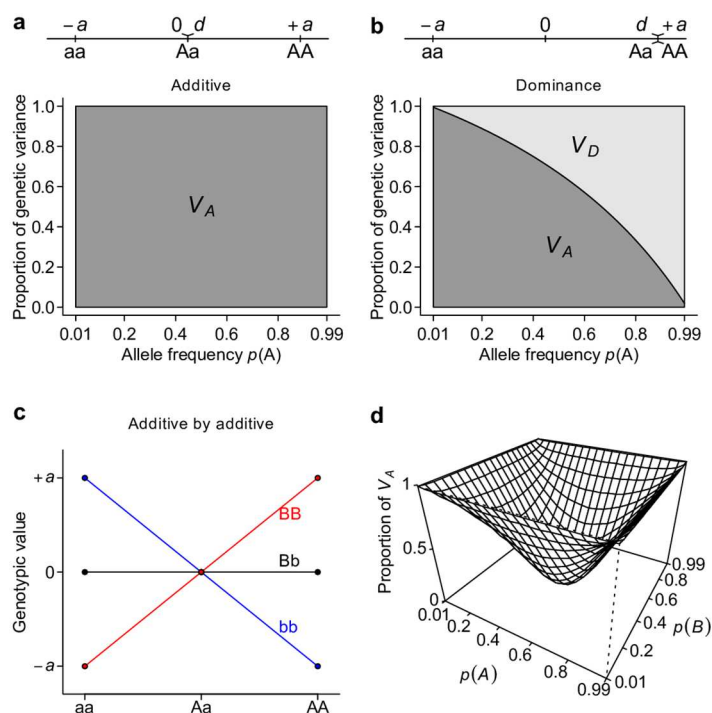 a
−a 0 d +a
aa Aa AA
Additive
Proportion of genetic variance
1.0
0.8
0.6
0.4
0.2
0.0
V_A
0.01 0.2 0.4 0.6 0.8 0.99
Allele frequency p(A)
b
−a 0 d +a
aa Aa AA
Dominance
Proportion of genetic variance
1.0
0.8
0.6
0.4
0.2
0.0
V_D
V_A
0.01 0.2 0.4 0.6 0.8 0.99
Allele frequency p(A)
c
Additive by additive
Genotypic value
+a
0
−a
BB
Bb
bb
aa Aa AA
d
Proportion of V_A
1
0.5
0
0.01
0.2
0.4
0.6
0.8
0.99
p(A)
0.01
0.2
0.4
0.6
0.8
0.99
p(B)